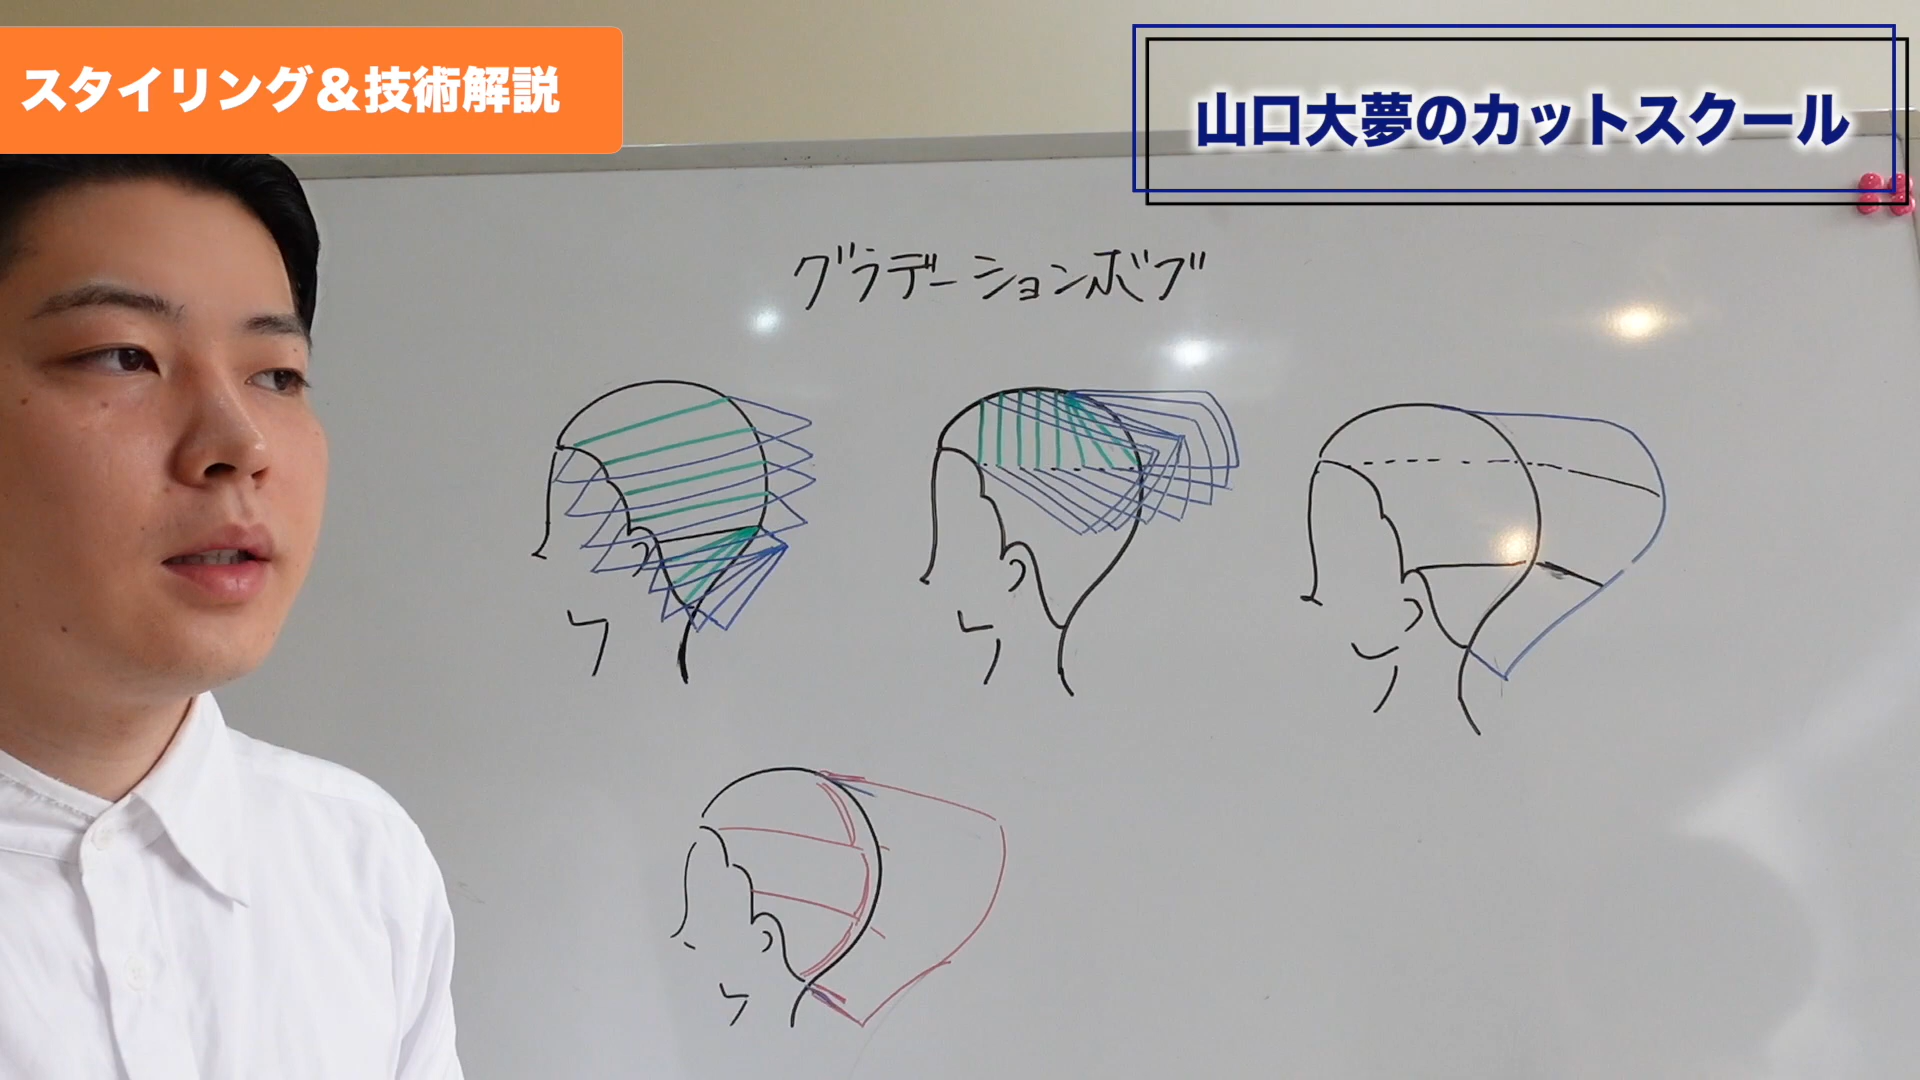 スタイリング＆技術解説
山口大夢のカットスクール
グラデーションボブ